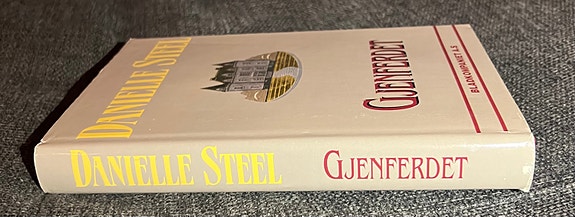 DANIELLE STEEL
GJENFERDET
BLADKOMPANIET A.S
DANIELLE STEEL GJENFERDET